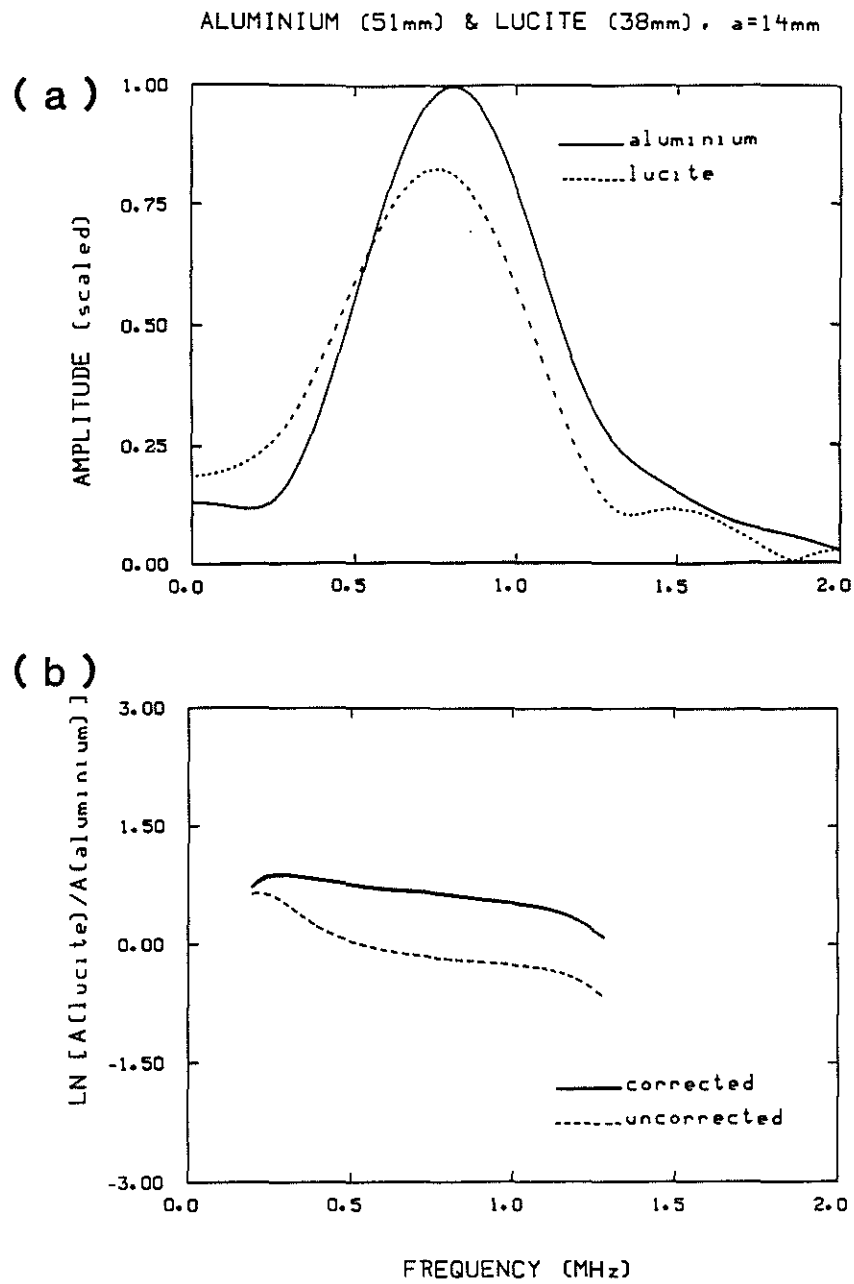 ALUMINIUM (51mm) & LUCITE (38mm), a=14mm
(a)
1.00
0.75
0.50
0.25
0.00
AMPLITUDE (scaled)
aluminium
lucite
0.0 0.5 1.0 1.5 2.0
(b)
3.00
1.50
0.00
-1.50
-3.00
LN [A(lucite)/A(aluminium)]
corrected
uncorrected
0.0 0.5 1.0 1.5 2.0
FREQUENCY (MHz)